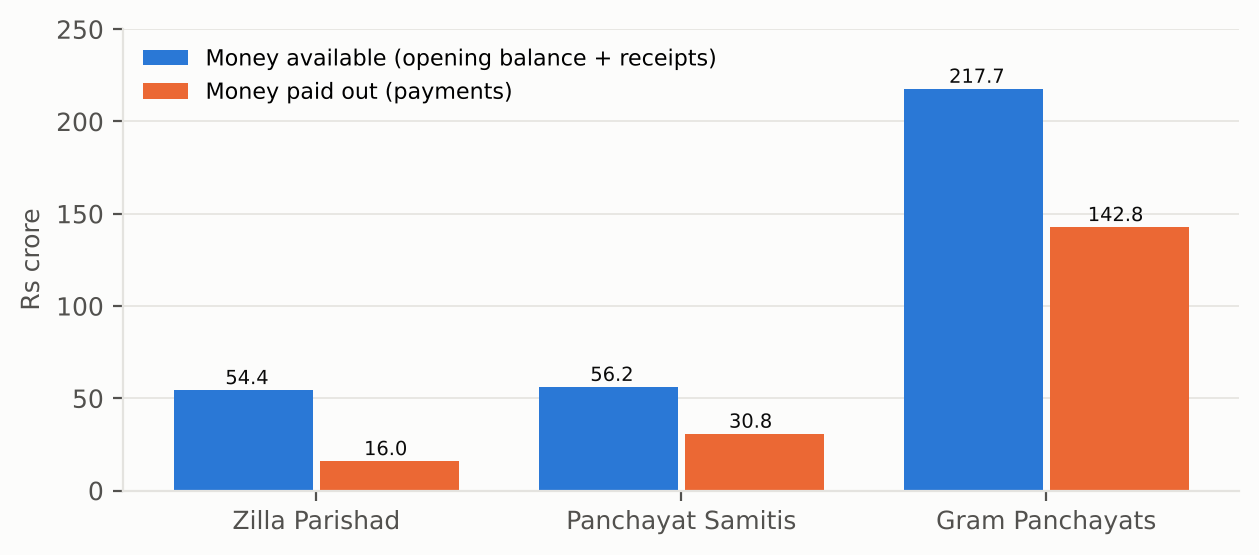 Money available (opening balance + receipts)
Money paid out (payments)
Rs crore
250
200
150
100
50
0
54.4
16.0
56.2
30.8
217.7
142.8
Zilla Parishad
Panchayat Samitis
Gram Panchayats